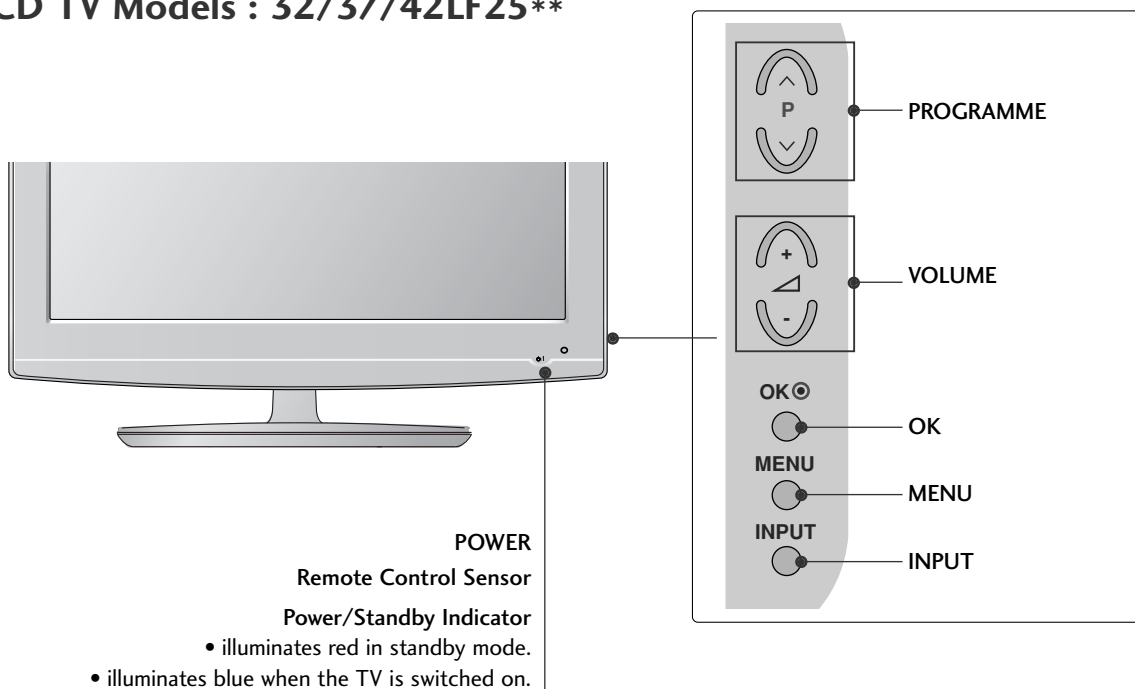 CD TV Models : 32/37/42LF25**
P
PROGRAMME
+
-
VOLUME
OK
OK
MENU
MENU
INPUT
INPUT
POWER
Remote Control Sensor
Power/Standby Indicator
• illuminates red in standby mode.
• illuminates blue when the TV is switched on.